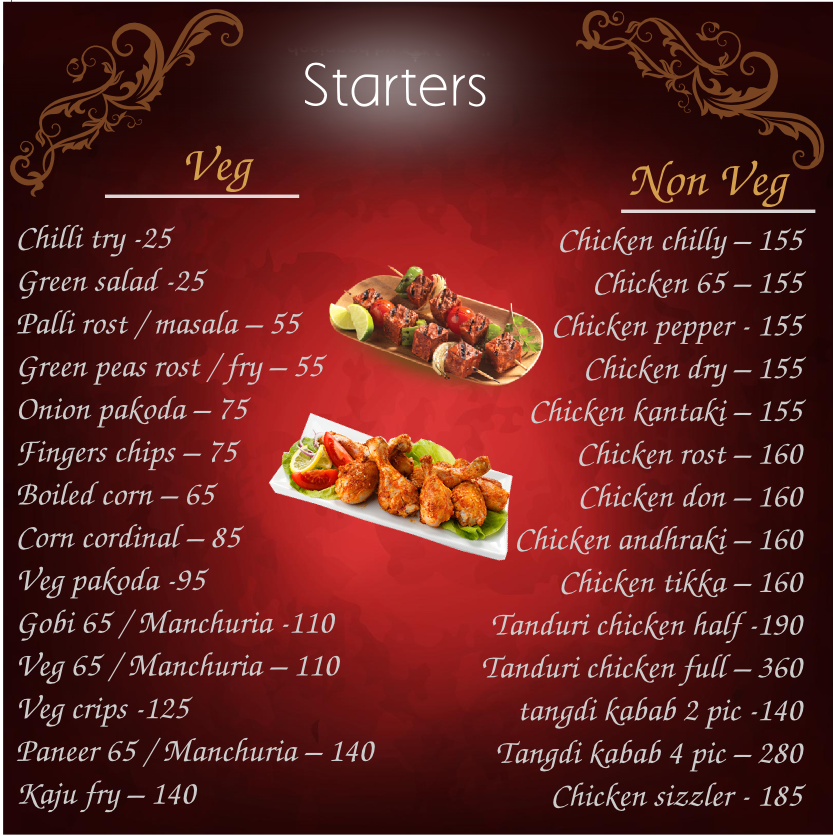 Starters
Veg
Chilli try -25
Green salad -25
Palli rost / masala – 55
Green peas rost / fry – 55
Onion pakoda – 75
Fingers chips – 75
Boiled corn – 65
Corn cordinal – 85
Veg pakoda -95
Gobi 65 / Manchuria -110
Veg 65 / Manchuria – 110
Veg crips -125
Paneer 65 / Manchuria – 140
Kaju fry – 140
Non Veg
Chicken chilly – 155
Chicken 65 – 155
Chicken pepper - 155
Chicken dry – 155
Chicken kantaki – 155
Chicken rost – 160
Chicken don – 160
Chicken andhraki – 160
Chicken tikka – 160
Tanduri chicken half -190
Tanduri chicken full – 360
tangdi kabab 2 pic -140
Tangdi kabab 4 pic – 280
Chicken sizzler - 185